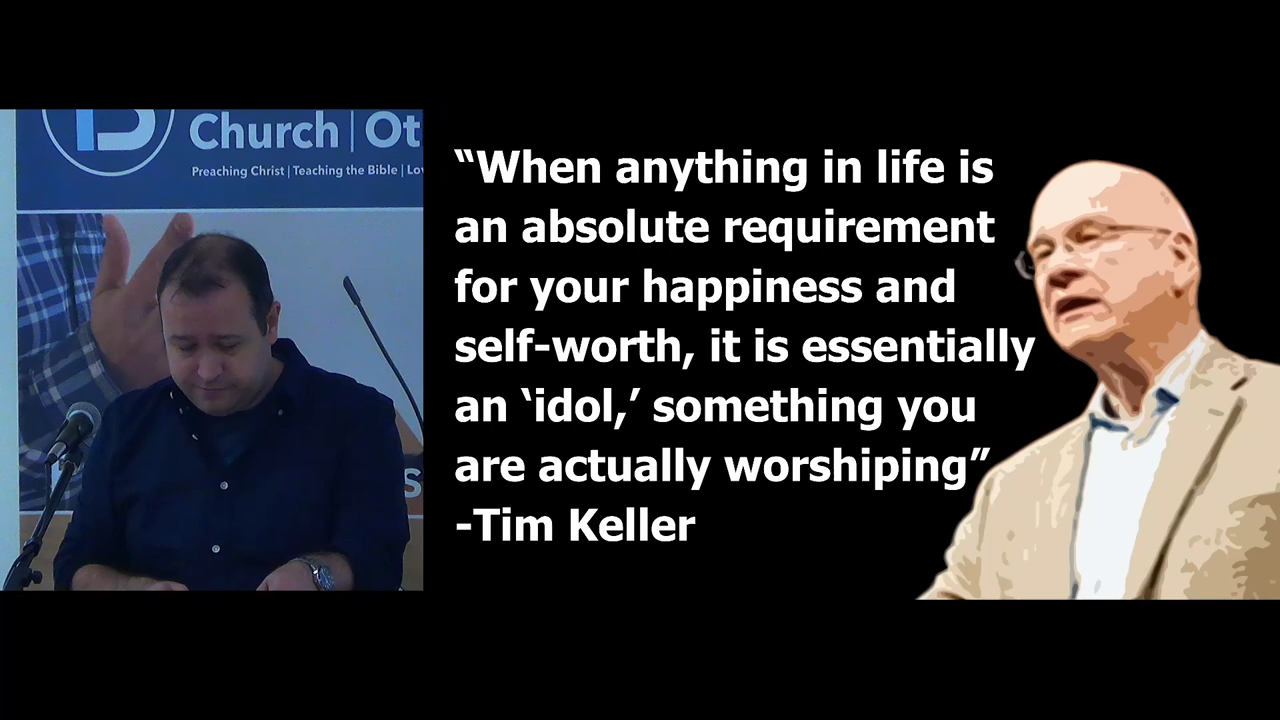 Church | Ot
Preaching Christ | Teaching the Bible | Lov
“When anything in life is
an absolute requirement
for your happiness and
self-worth, it is essentially
an ‘idol,’ something you
are actually worshiping”
-Tim Keller